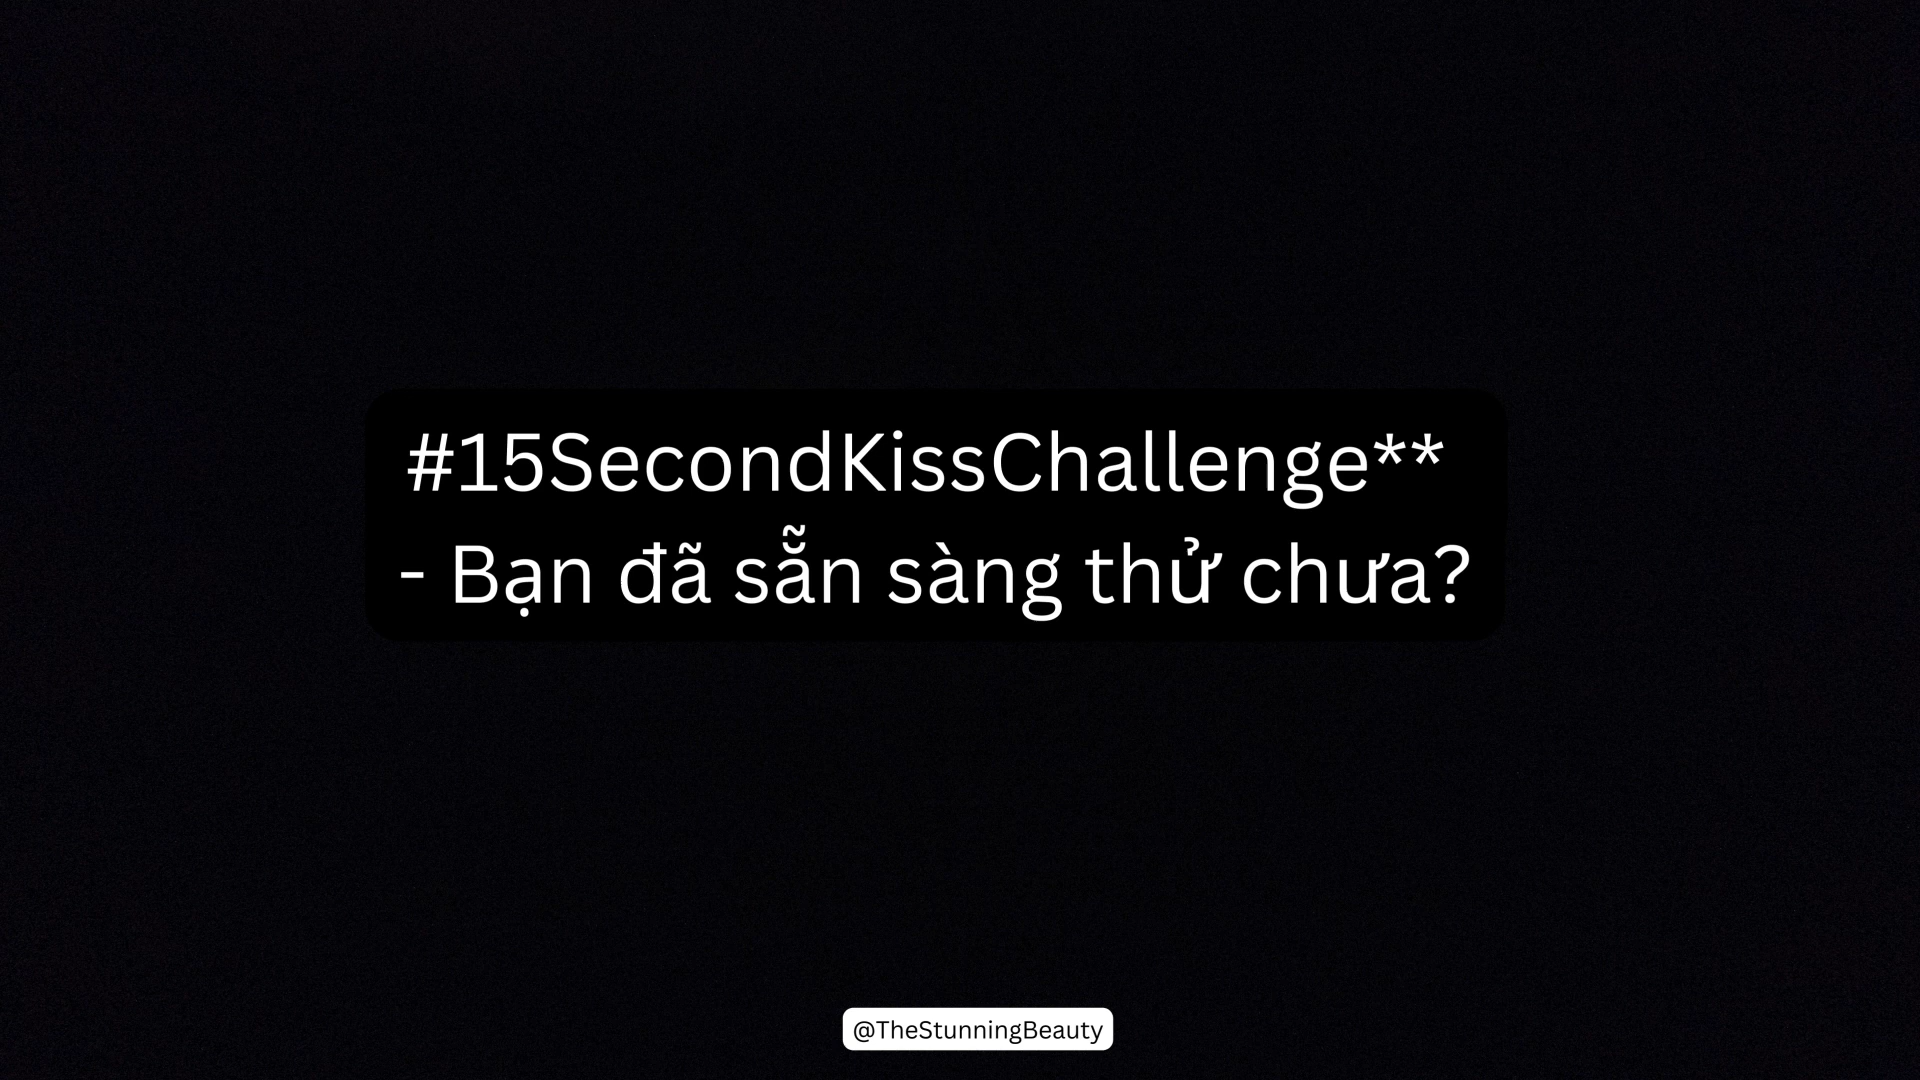 #15SecondKissChallenge**
- Bạn đã sẵn sàng thử chưa?
@TheStunningBeauty